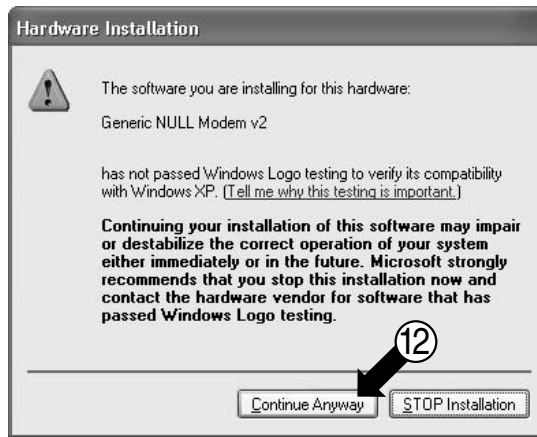 Hardware Installation
The software you are installing for this hardware:
Generic NULL Modem v2
has not passed Windows Logo testing to verify its compatibility
with Windows XP. (Tell me why this testing is important.)
Continuing your installation of this software may impair
or destabilize the correct operation of your system
either immediately or in the future. Microsoft strongly
recommends that you stop this installation now and
contact the hardware vendor for software that has
passed Windows Logo testing.
⑫
Continue Anyway STOP Installation